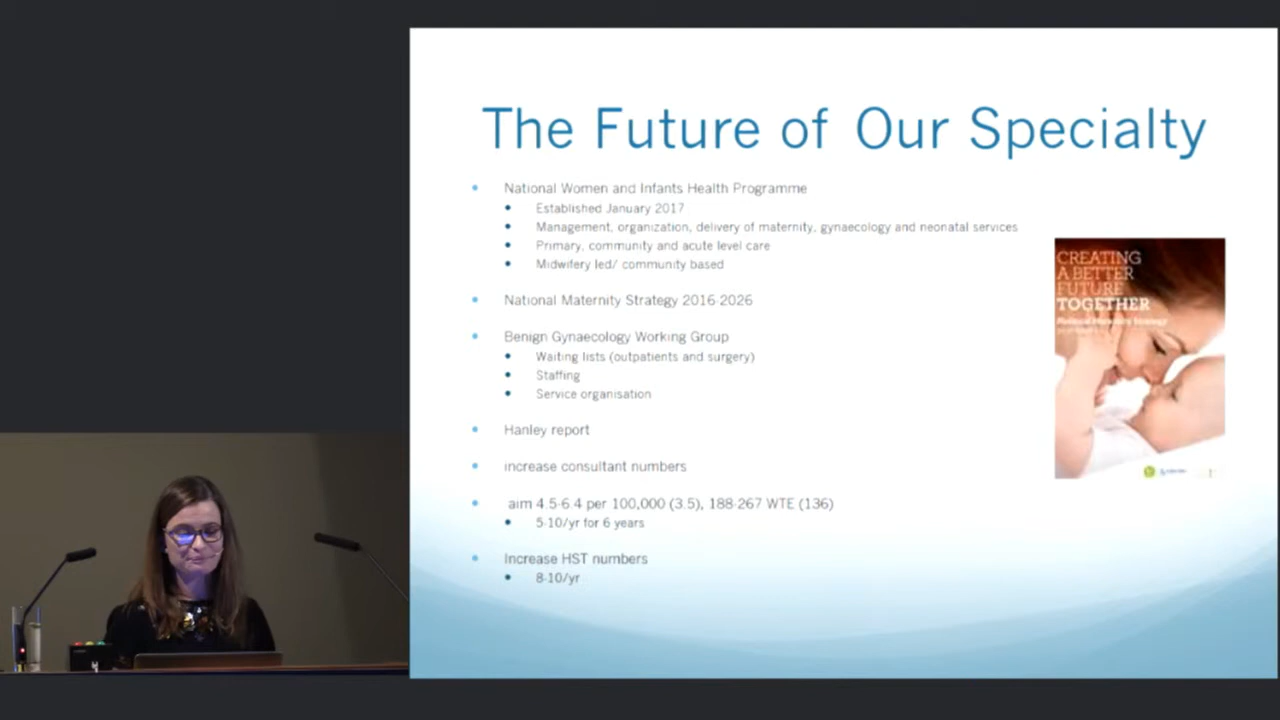 The Future of Our Specialty
National Women and Infants Health Programme
Established January 2017
Management, organization, delivery of maternity, gynaecology and neonatal services
Primary, community and acute level care
Midwifery led/ community based
National Maternity Strategy 2016-2026
Benign Gynaecology Working Group
Waiting lists (outpatients and surgery)
Staffing
Service organisation
Hanley report
increase consultant numbers
aim 4.5-6.4 per 100,000 (3.5), 188-267 WTE (136)
5-10/yr for 6 years
Increase HST numbers
8-10/yr
CREATING
A BETTER
FUTURE
TOGETHER
National Maternity Strategy